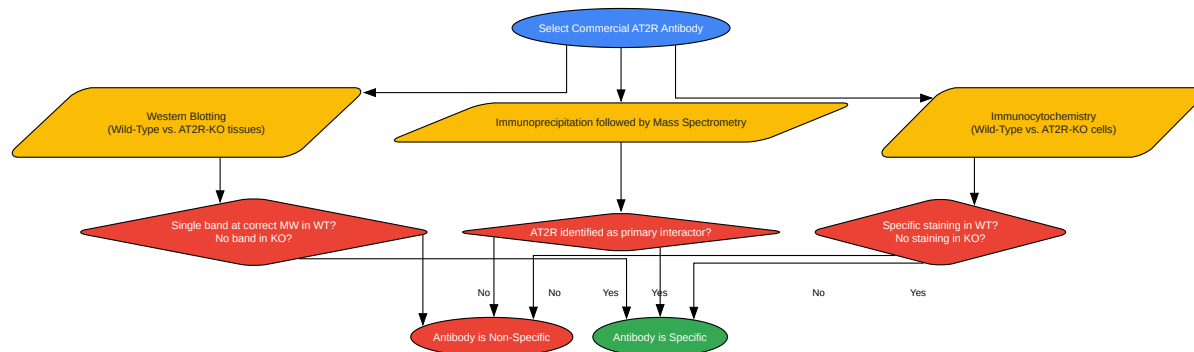 Select Commercial AT2R Antibody
Western Blotting
(Wild-Type vs. AT2R-KO tissues)
Immunoprecipitation followed by Mass Spectrometry
Immunocytochemistry
(Wild-Type vs. AT2R-KO cells)
Single band at correct MW in WT?
No band in KO?
AT2R identified as primary interactor?
Specific staining in WT?
No staining in KO?
No
No
Yes
Yes
No
Yes
Antibody is Non-Specific
Antibody is Specific